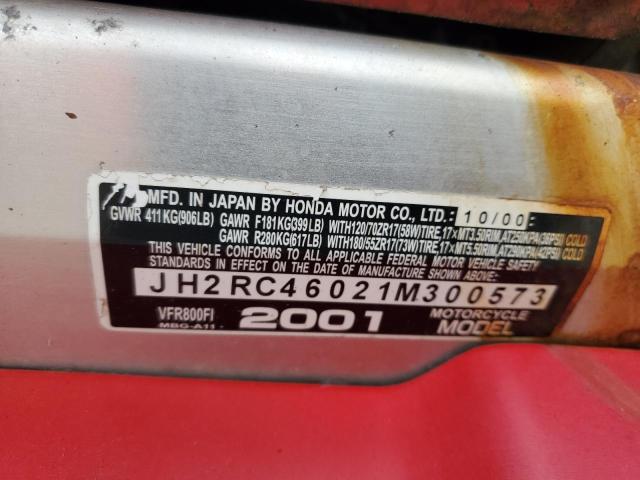 MFD. IN JAPAN BY HONDA MOTOR CO., LTD. 10/00
GVWR 411KG(906LB) GAWR F181KG(399LB) WITH120/70ZR17(58W)TIRE,17×MT3.50RIM,AT250KPA(36PSI) COLD
GAWR R280KG(617LB) WITH180/55ZR17(73W)TIRE,17×MT5.50RIM,AT290KPA(42PSI) COLD
THIS VEHICLE CONFORMS TO ALL APPLICABLE FEDERAL MOTOR VEHICLE SAFETY
STANDARDS IN EFFECT ON THE DATE OF MANUFACTURE SHOWN ABOVE.
JH2RC46021M300573
VFR800FI 2001 MOTORCYCLE
MBG-A11 MODEL